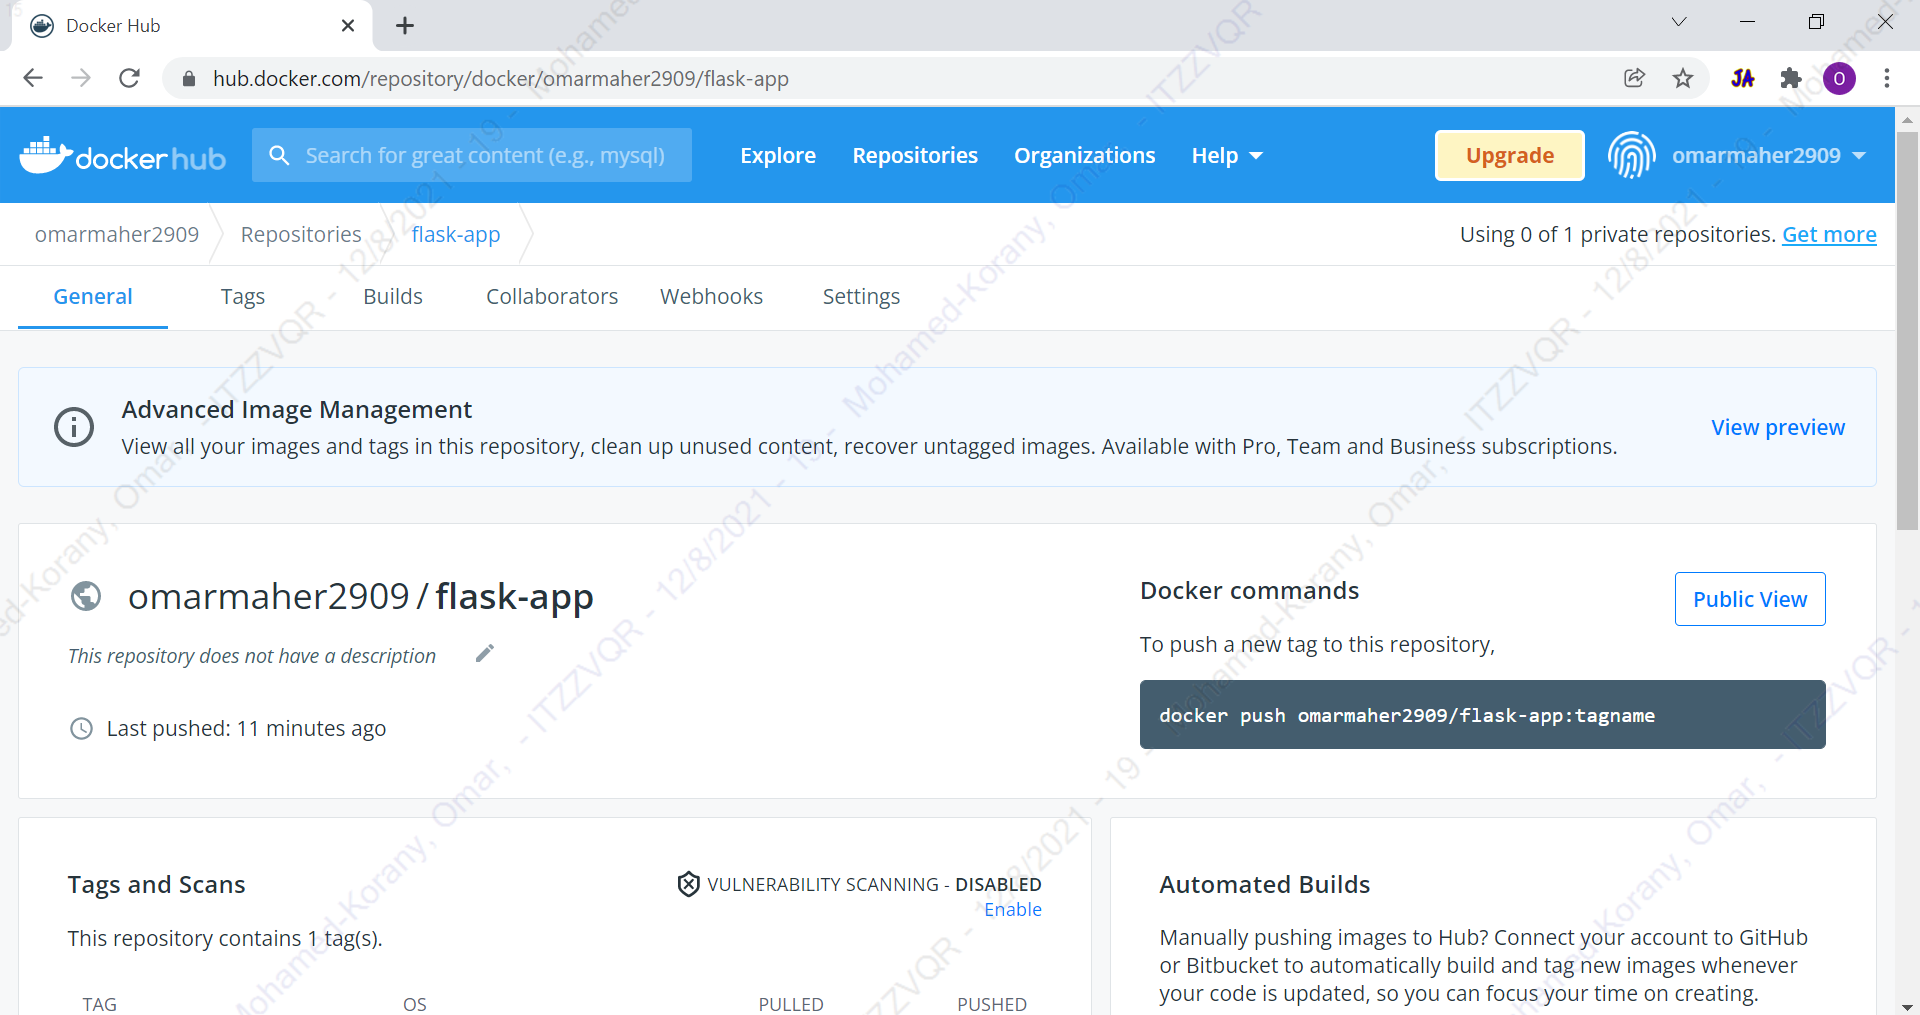 Docker Hub
hub.docker.com/repository/docker/omarmaher2909/flask-app
JA
O
docker hub
Search for great content (e.g., mysql)
Explore
Repositories
Organizations
Help
Upgrade
omarmaher2909
omarmaher2909
Repositories
flask-app
Using 0 of 1 private repositories. Get more
General
Tags
Builds
Collaborators
Webhooks
Settings
Advanced Image Management
View all your images and tags in this repository, clean up unused content, recover untagged images. Available with Pro, Team and Business subscriptions.
View preview
omarmaher2909 / flask-app
This repository does not have a description
Last pushed: 11 minutes ago
Docker commands
Public View
To push a new tag to this repository,
docker push omarmaher2909/flask-app:tagname
Tags and Scans
VULNERABILITY SCANNING - DISABLED
Enable
This repository contains 1 tag(s).
TAG
OS
PULLED
PUSHED
Automated Builds
Manually pushing images to Hub? Connect your account to GitHub
or Bitbucket to automatically build and tag new images whenever
your code is updated, so you can focus your time on creating.
Mohamed-Korany, Omar, - ITZZVQR - 12/8/2021 - 19